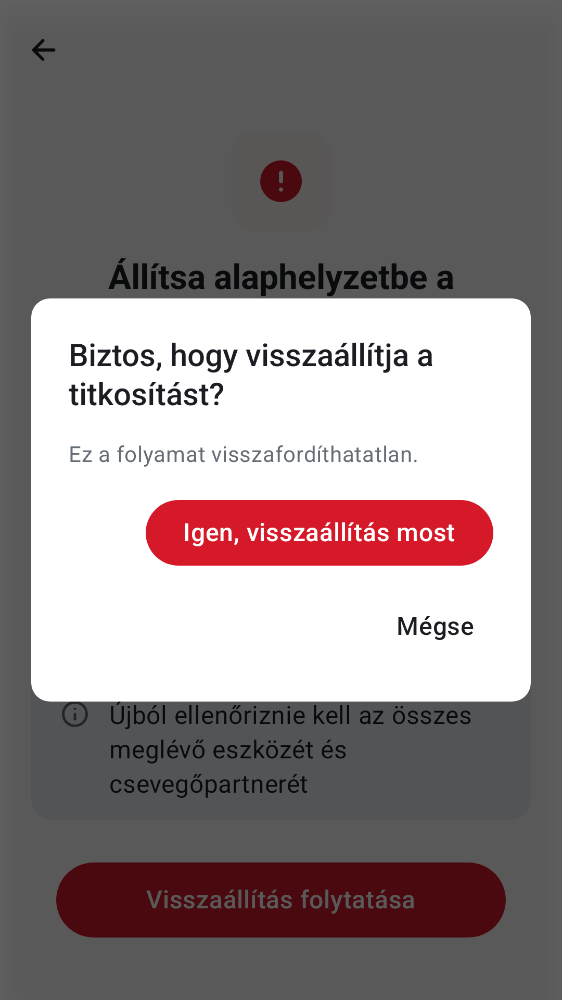 Állítsa alaphelyzetbe a
Biztos, hogy visszaállítja a
titkosítást?
Ez a folyamat visszafordíthatatlan.
Igen, visszaállítás most
Mégse
Újból ellenőriznie kell az összes
meglévő eszközét és
csevegőpartnerét
Visszaállítás folytatása